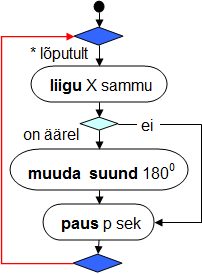 * lõputult
liigu X sammu
ei
on äärel
muuda suund 180⁰
paus p sek